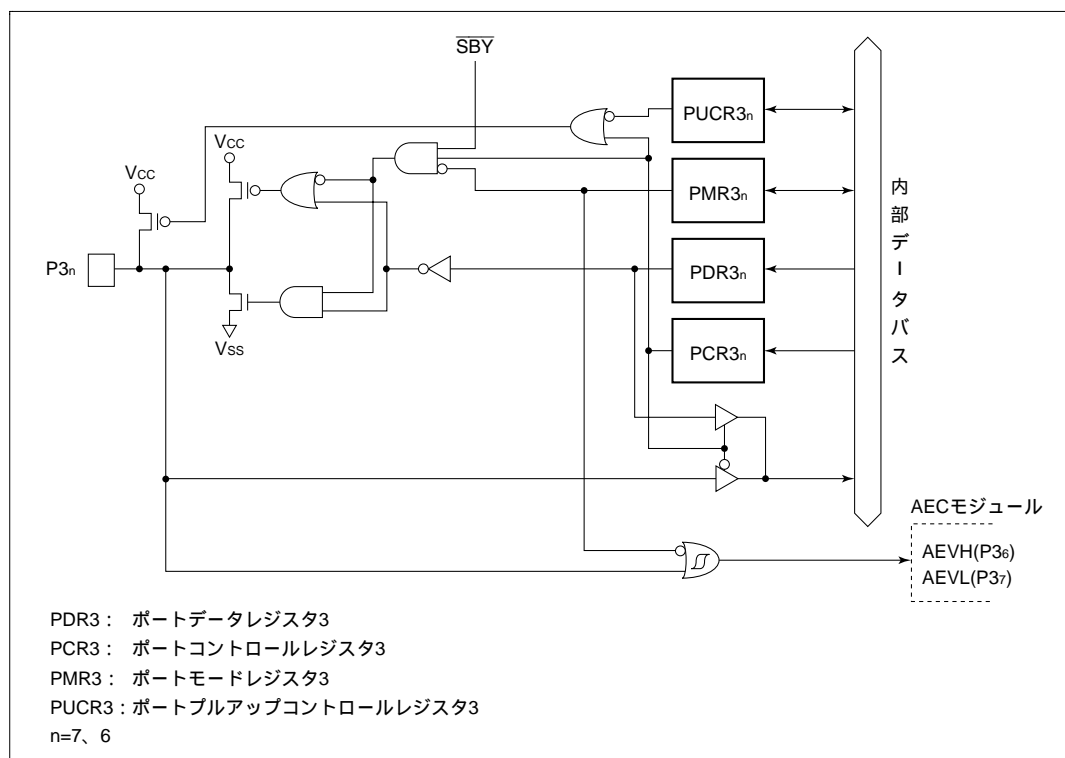 SBY
PUCR3n
VCC
VCC
PMR3n
P3n
PDR3n
VSS
PCR3n
内部データバス
AECモジュール
AEVH(P36)
AEVL(P37)
PDR3： ポートデータレジスタ3
PCR3： ポートコントロールレジスタ3
PMR3： ポートモードレジスタ3
PUCR3：ポートプルアップコントロールレジスタ3
n=7、6